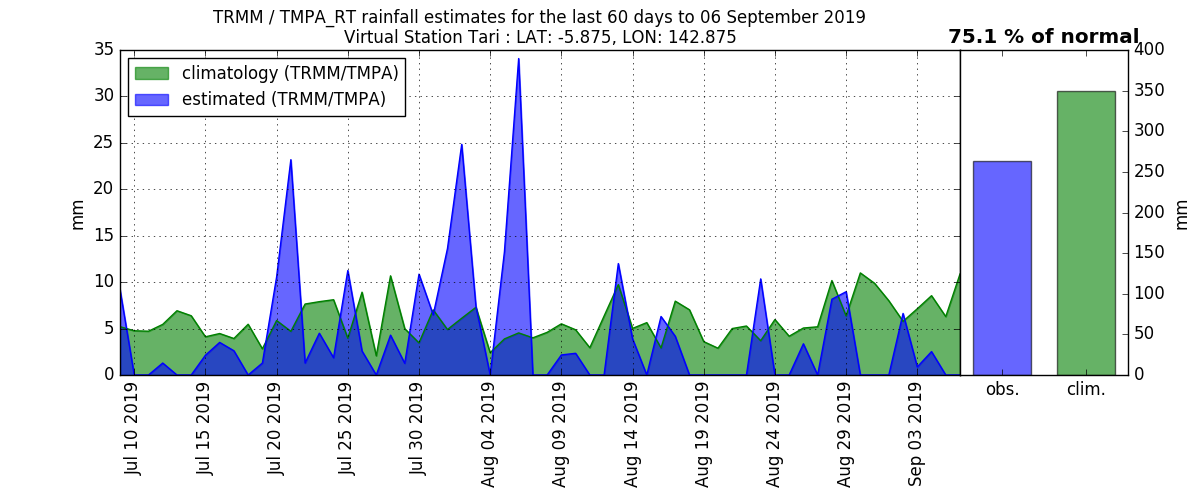 TRMM / TMPA_RT rainfall estimates for the last 60 days to 06 September 2019
Virtual Station Tari : LAT: -5.875, LON: 142.875
75.1 % of normal
climatology (TRMM/TMPA)
estimated (TRMM/TMPA)
35
30
25
20
15
10
5
0
mm
Jul 10 2019
Jul 15 2019
Jul 20 2019
Jul 25 2019
Jul 30 2019
Aug 04 2019
Aug 09 2019
Aug 14 2019
Aug 19 2019
Aug 24 2019
Aug 29 2019
Sep 03 2019
400
350
300
250
200
150
100
50
0
mm
obs.
clim.